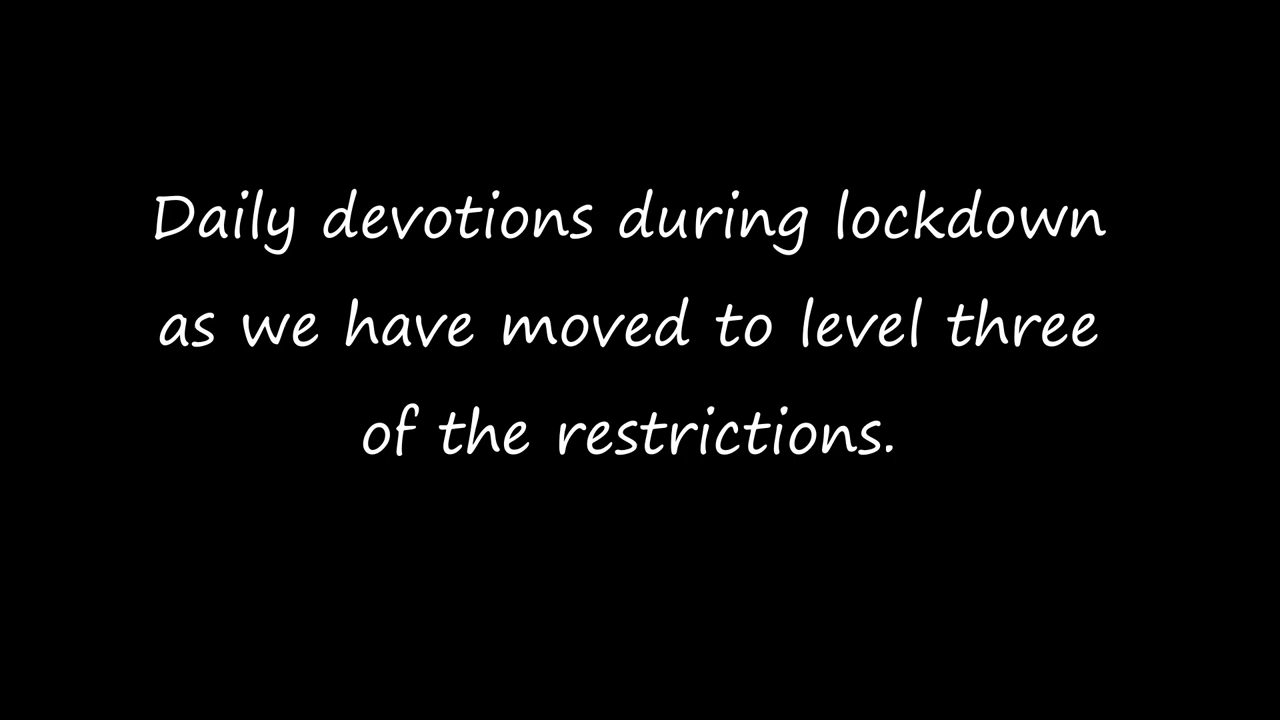 Daily devotions during lockdown
as we have moved to level three
of the restrictions.